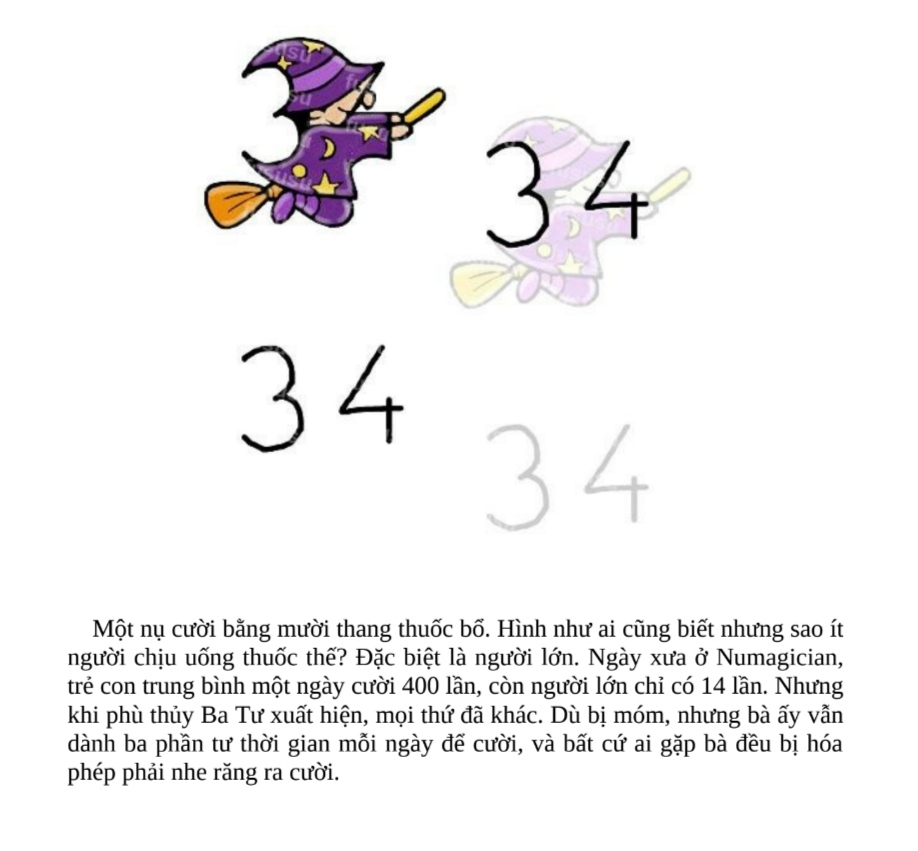 34
34
34
Một nụ cười bằng mười thang thuốc bổ. Hình như ai cũng biết nhưng sao ít
người chịu uống thuốc thế? Đặc biệt là người lớn. Ngày xưa ở Numagician,
trẻ con trung bình một ngày cười 400 lần, còn người lớn chỉ có 14 lần. Nhưng
khi phù thủy Ba Tư xuất hiện, mọi thứ đã khác. Dù bị móm, nhưng bà ấy vẫn
dành ba phần tư thời gian mỗi ngày để cười, và bất cứ ai gặp bà đều bị hóa
phép phải nhe răng ra cười.